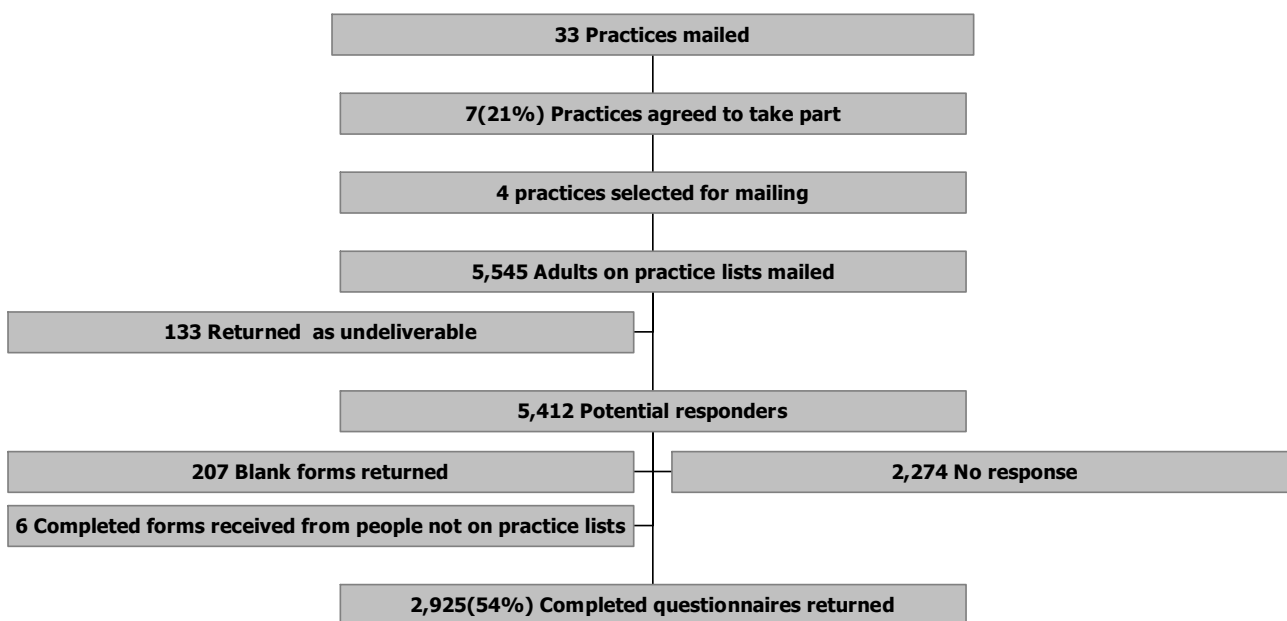 33 Practices mailed
7(21%) Practices agreed to take part
4 practices selected for mailing
5,545 Adults on practice lists mailed
133 Returned  as undeliverable
5,412 Potential responders
207 Blank forms returned
2,274 No response
6 Completed forms received from people not on practice lists
2,925(54%) Completed questionnaires returned